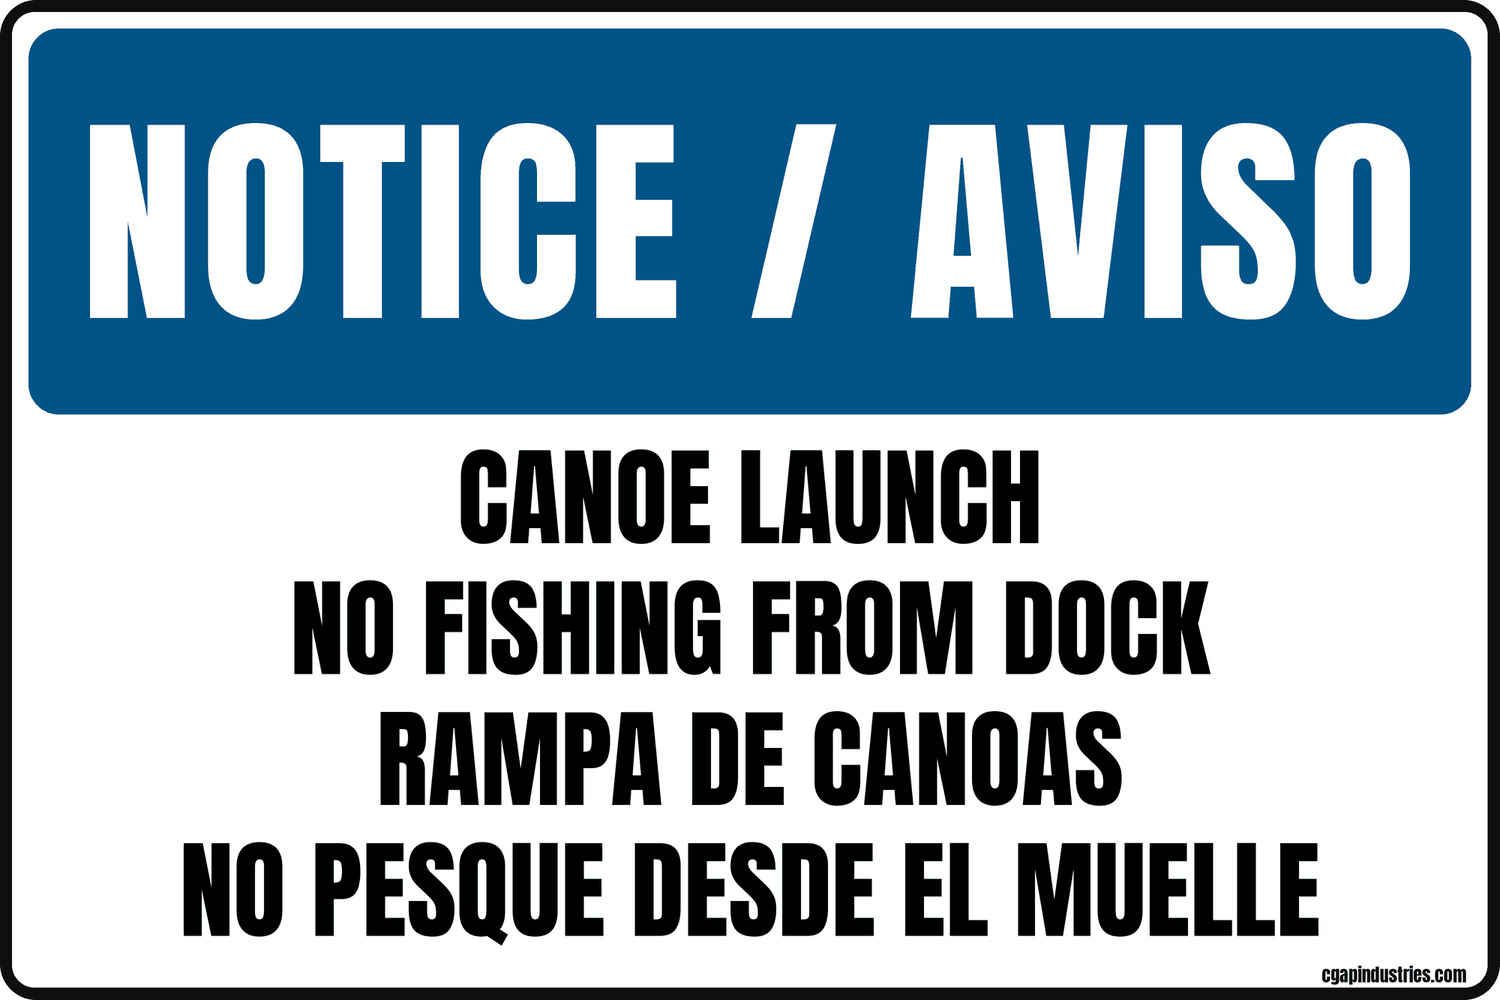 NOTICE / AVISO
CANOE LAUNCH
NO FISHING FROM DOCK
RAMPA DE CANOAS
NO PESQUE DESDE EL MUELLE
cgapindustries.com